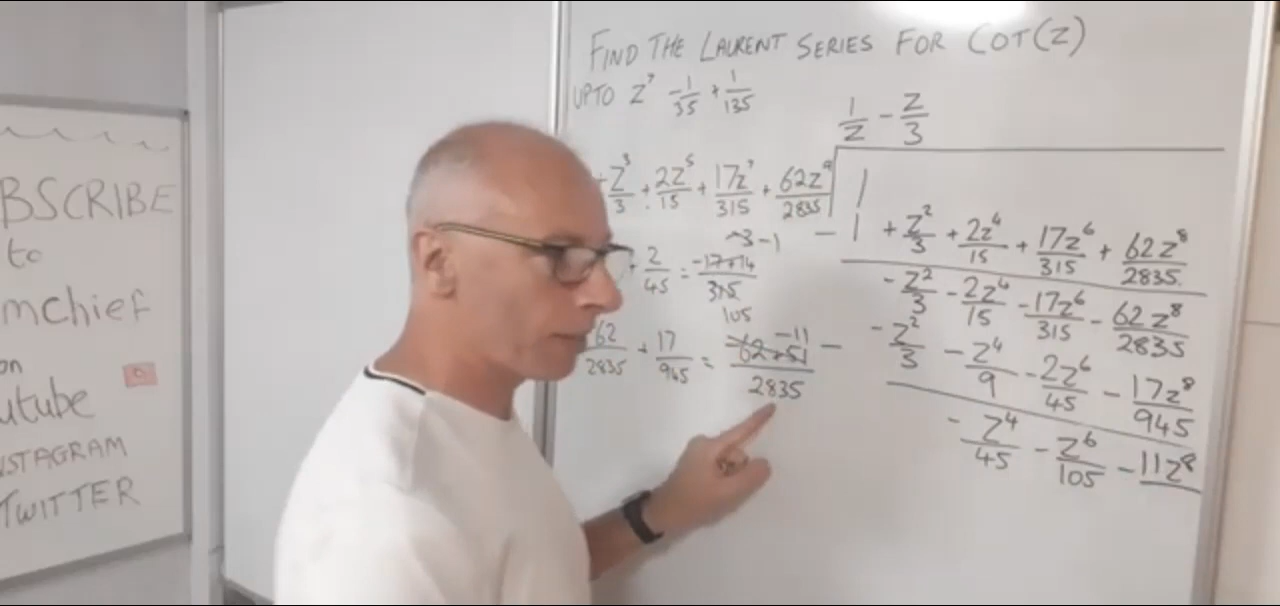 BSCRIBE
to
mchief
on
utube
NSTAGRAM
TWITTER
FIND THE LAURENT SERIES FOR COT(Z)
UPTO Z⁷ -1/35 + 1/135
1/Z - Z/3
+ Z³/3 + 2Z⁵/15 + 17Z⁷/315 + 62Z⁹/2835 | 1
- 1 + Z²/3 + 2Z⁴/15 + 17Z⁶/315 + 62Z⁸/2835
+ 2/45 = -17+14/315 -3 -1 105
- Z²/3 - 2Z⁴/15 - 17Z⁶/315 - 62Z⁸/2835
62/2835 + 17/945 = -62+51/2835 -11
- - Z²/3 - Z⁴/9 - 2Z⁶/45 - 17Z⁸/945
- Z⁴/45 - Z⁶/105 - 11Z⁸